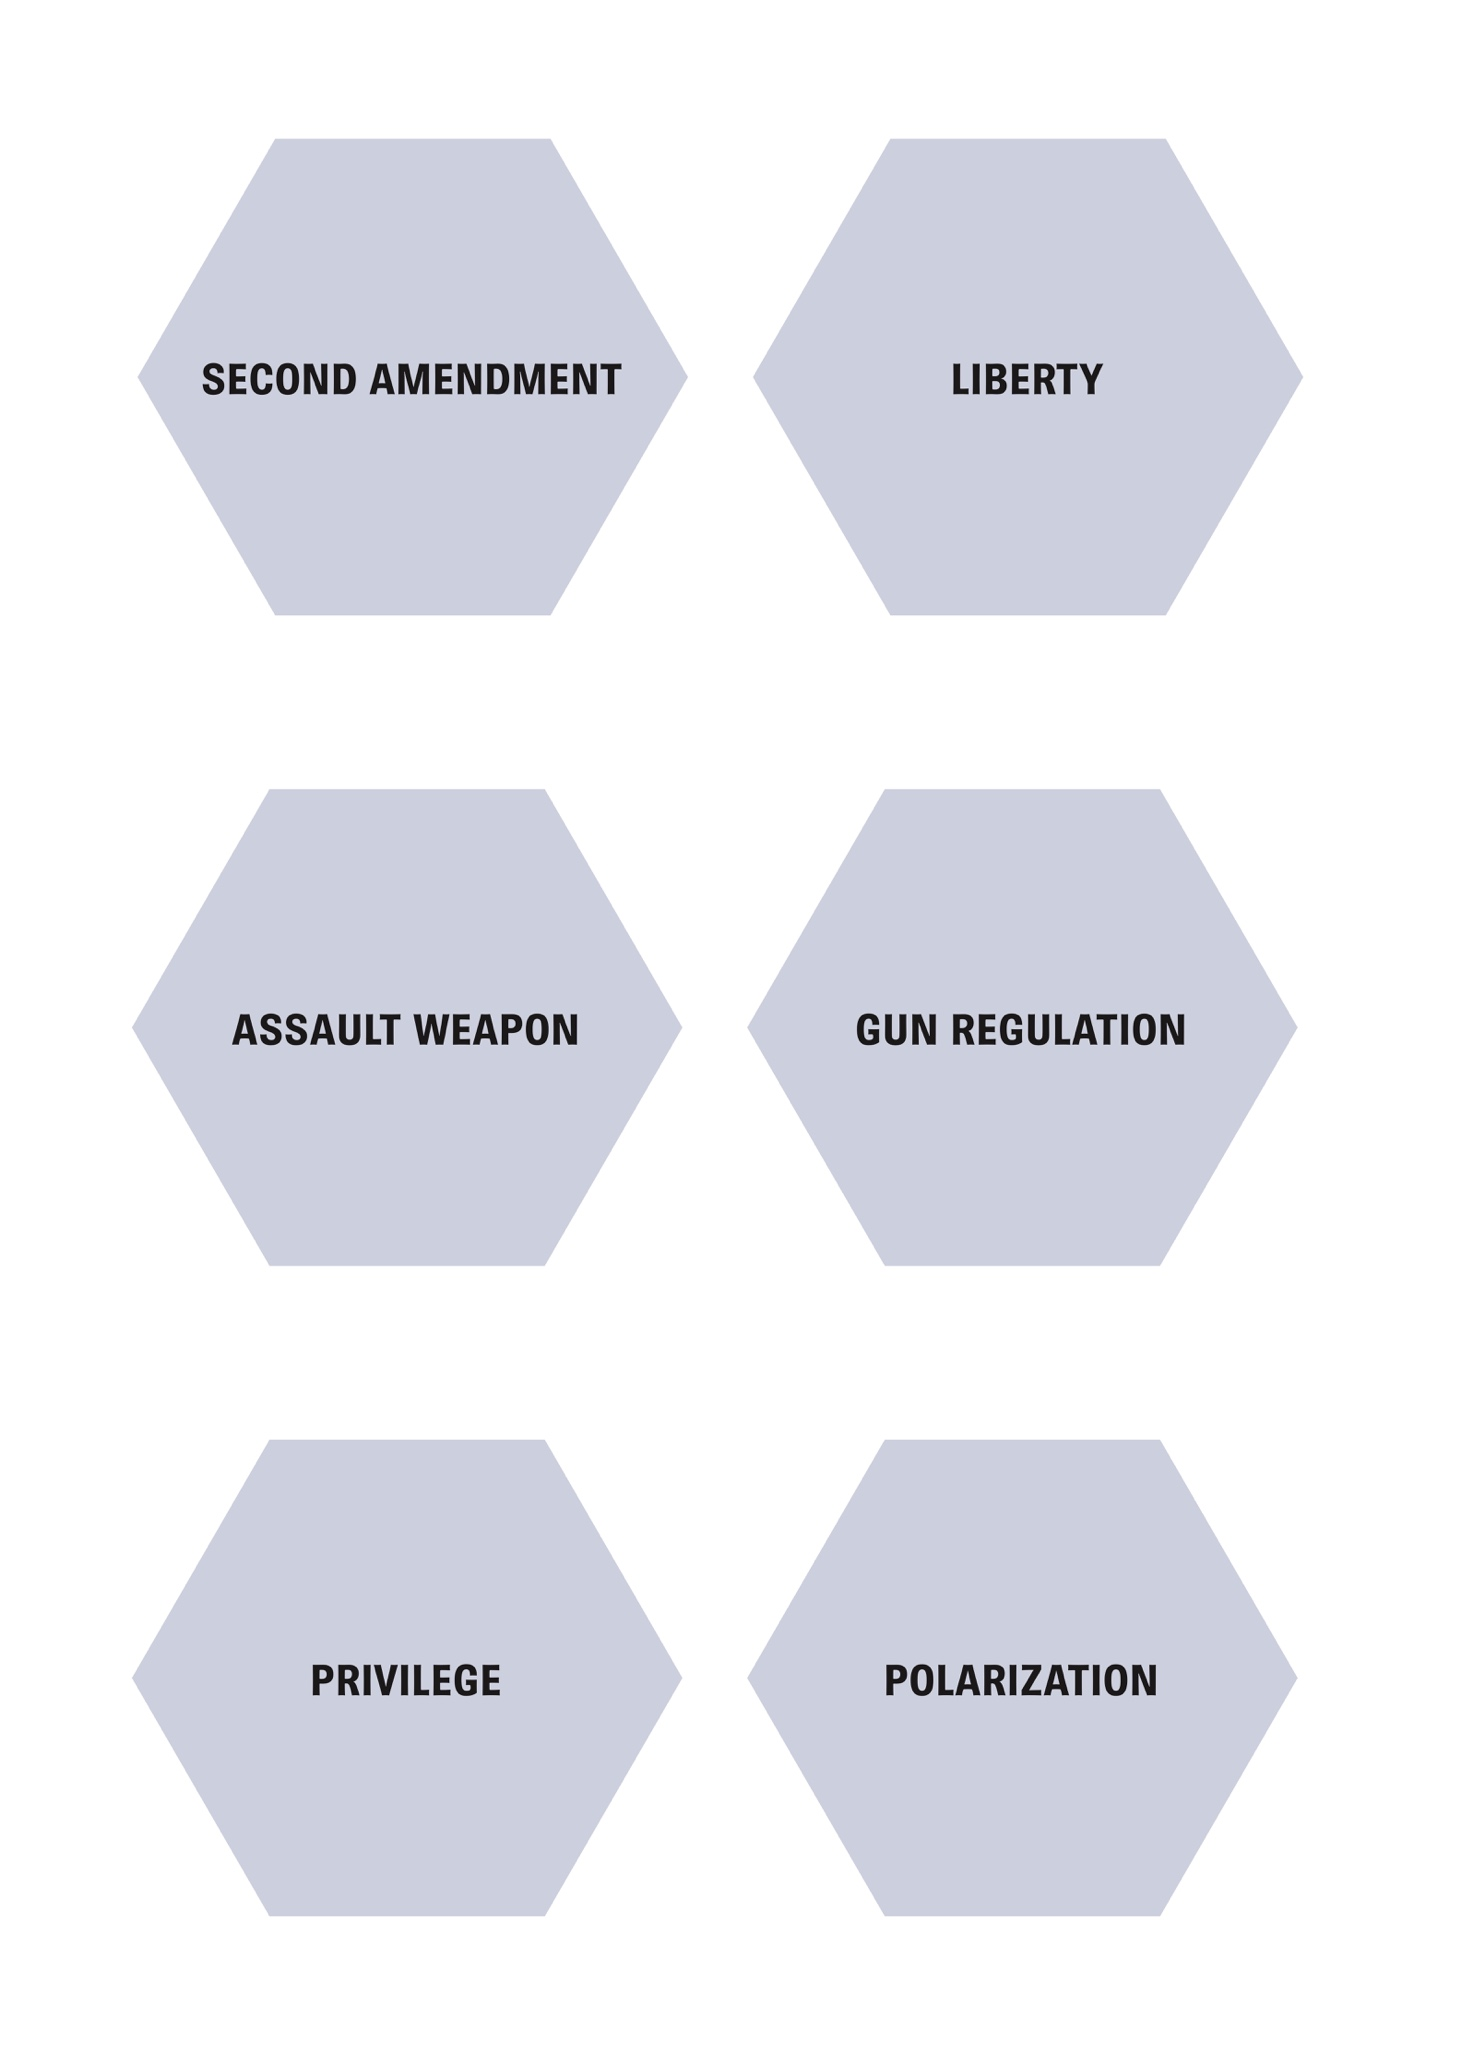 SECOND AMENDMENT
LIBERTY
ASSAULT WEAPON
GUN REGULATION
PRIVILEGE
POLARIZATION